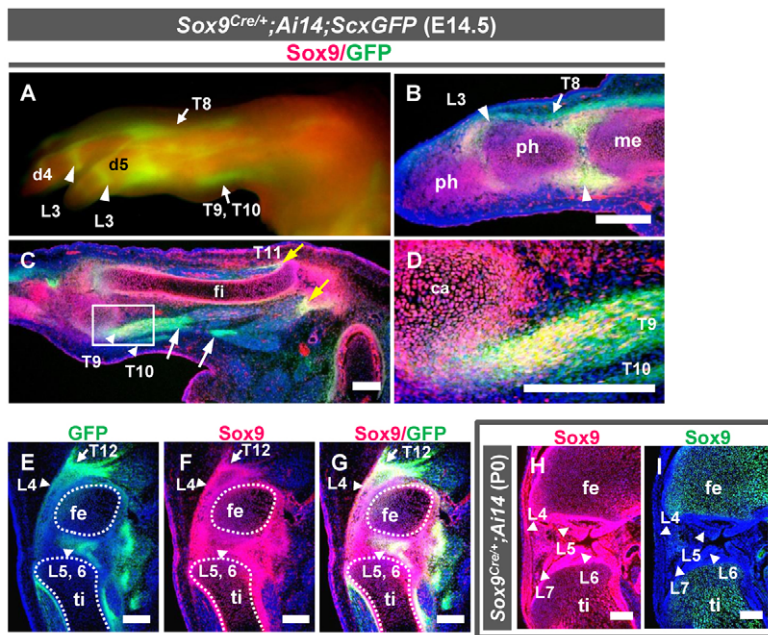 Sox9Cre/+;Ai14;ScxGFP (E14.5)
Sox9/GFP
A
T8
d4
d5
L3
L3
T9, T10
B
L3
T8
ph
ph
me
C
T11
fi
T9
T10
D
ca
T9
T10
GFP
Sox9
Sox9/GFP
E
T12
L4
fe
L5, 6
ti
F
T12
L4
fe
L5, 6
ti
G
T12
L4
fe
L5, 6
ti
Sox9Cre/+;Ai14 (P0)
Sox9
Sox9
H
fe
L4
L5
L6
L7
ti
I
fe
L4
L5
L6
L7
ti